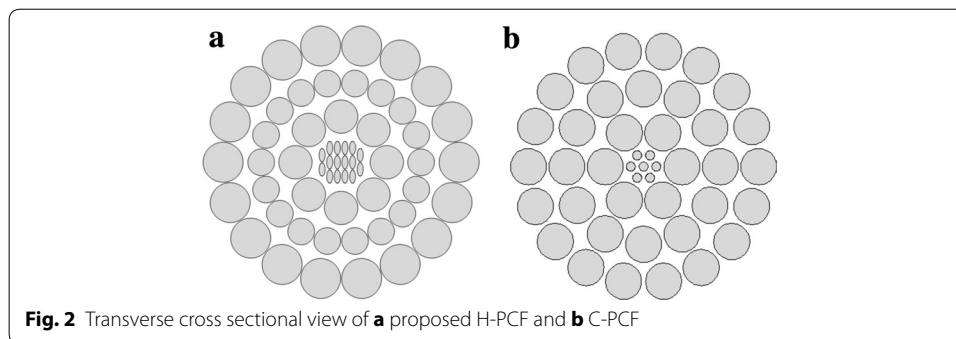 a
b
Fig. 2 Transverse cross sectional view of a proposed H-PCF and b C-PCF